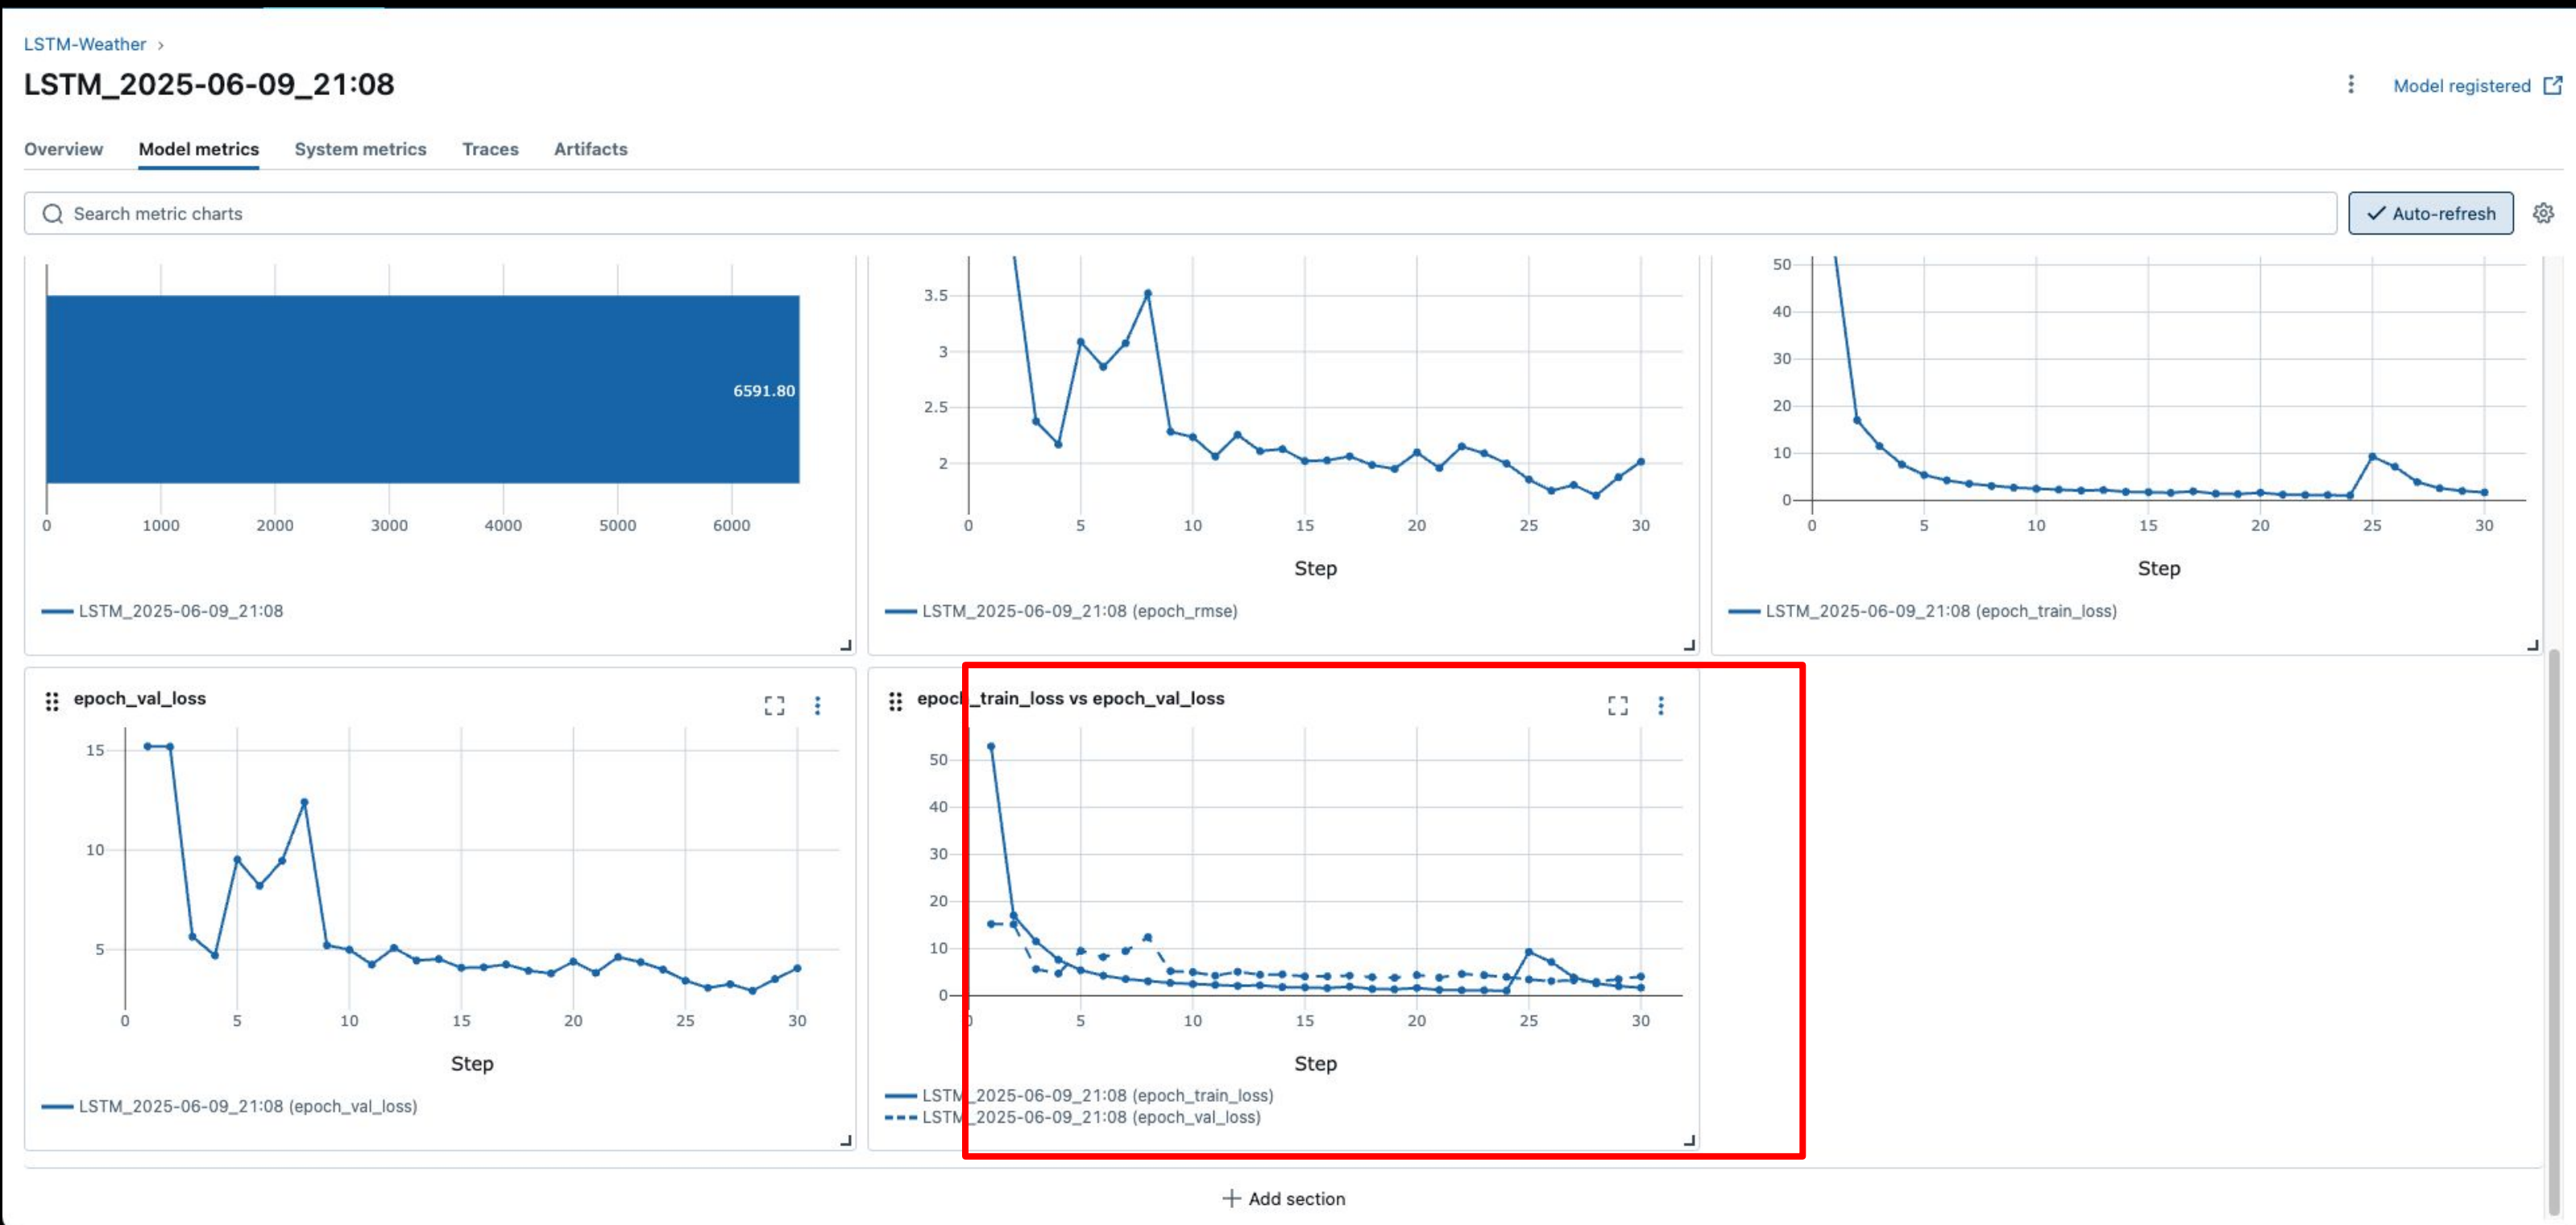 LSTM-Weather >
LSTM_2025-06-09_21:08
Model registered
Overview Model metrics System metrics Traces Artifacts
Search metric charts
Auto-refresh
6591.80
0 1000 2000 3000 4000 5000 6000
LSTM_2025-06-09_21:08
3.5
3
2.5
2
0 5 10 15 20 25 30
Step
LSTM_2025-06-09_21:08 (epoch_rmse)
50
40
30
20
10
0
0 5 10 15 20 25 30
Step
LSTM_2025-06-09_21:08 (epoch_train_loss)
epoch_val_loss
15
10
5
0 5 10 15 20 25 30
Step
LSTM_2025-06-09_21:08 (epoch_val_loss)
epoch_train_loss vs epoch_val_loss
50
40
30
20
10
0
0 5 10 15 20 25 30
Step
LSTM_2025-06-09_21:08 (epoch_train_loss)
LSTM_2025-06-09_21:08 (epoch_val_loss)
+ Add section